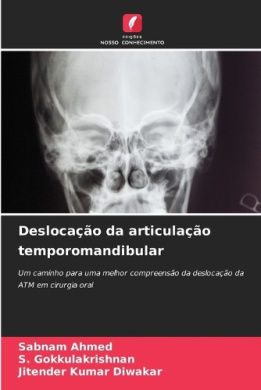 edições
NOSSO CONHECIMENTO
Deslocação da articulação
temporomandibular
Um caminho para uma melhor compreensão da deslocação da
ATM em cirurgia oral
Sabnam Ahmed
S. Gokkulakrishnan
Jitender Kumar Diwakar